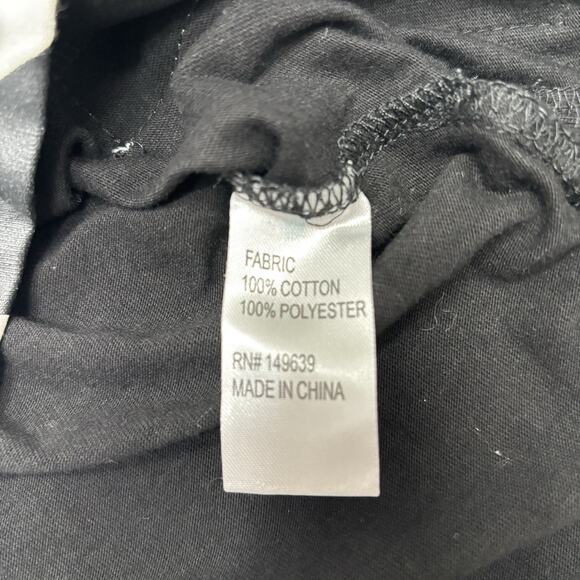 FABRIC
100% COTTON
100% POLYESTER
RN# 149639
MADE IN CHINA